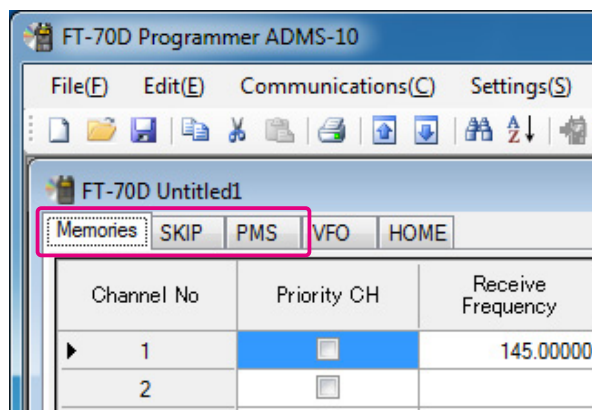 FT-70D Programmer ADMS-10
File(F) Edit(E) Communications(C) Settings(S)
FT-70D Untitled1
Memories SKIP PMS VFO HOME
Channel No Priority CH Receive Frequency
1 145.00000
2